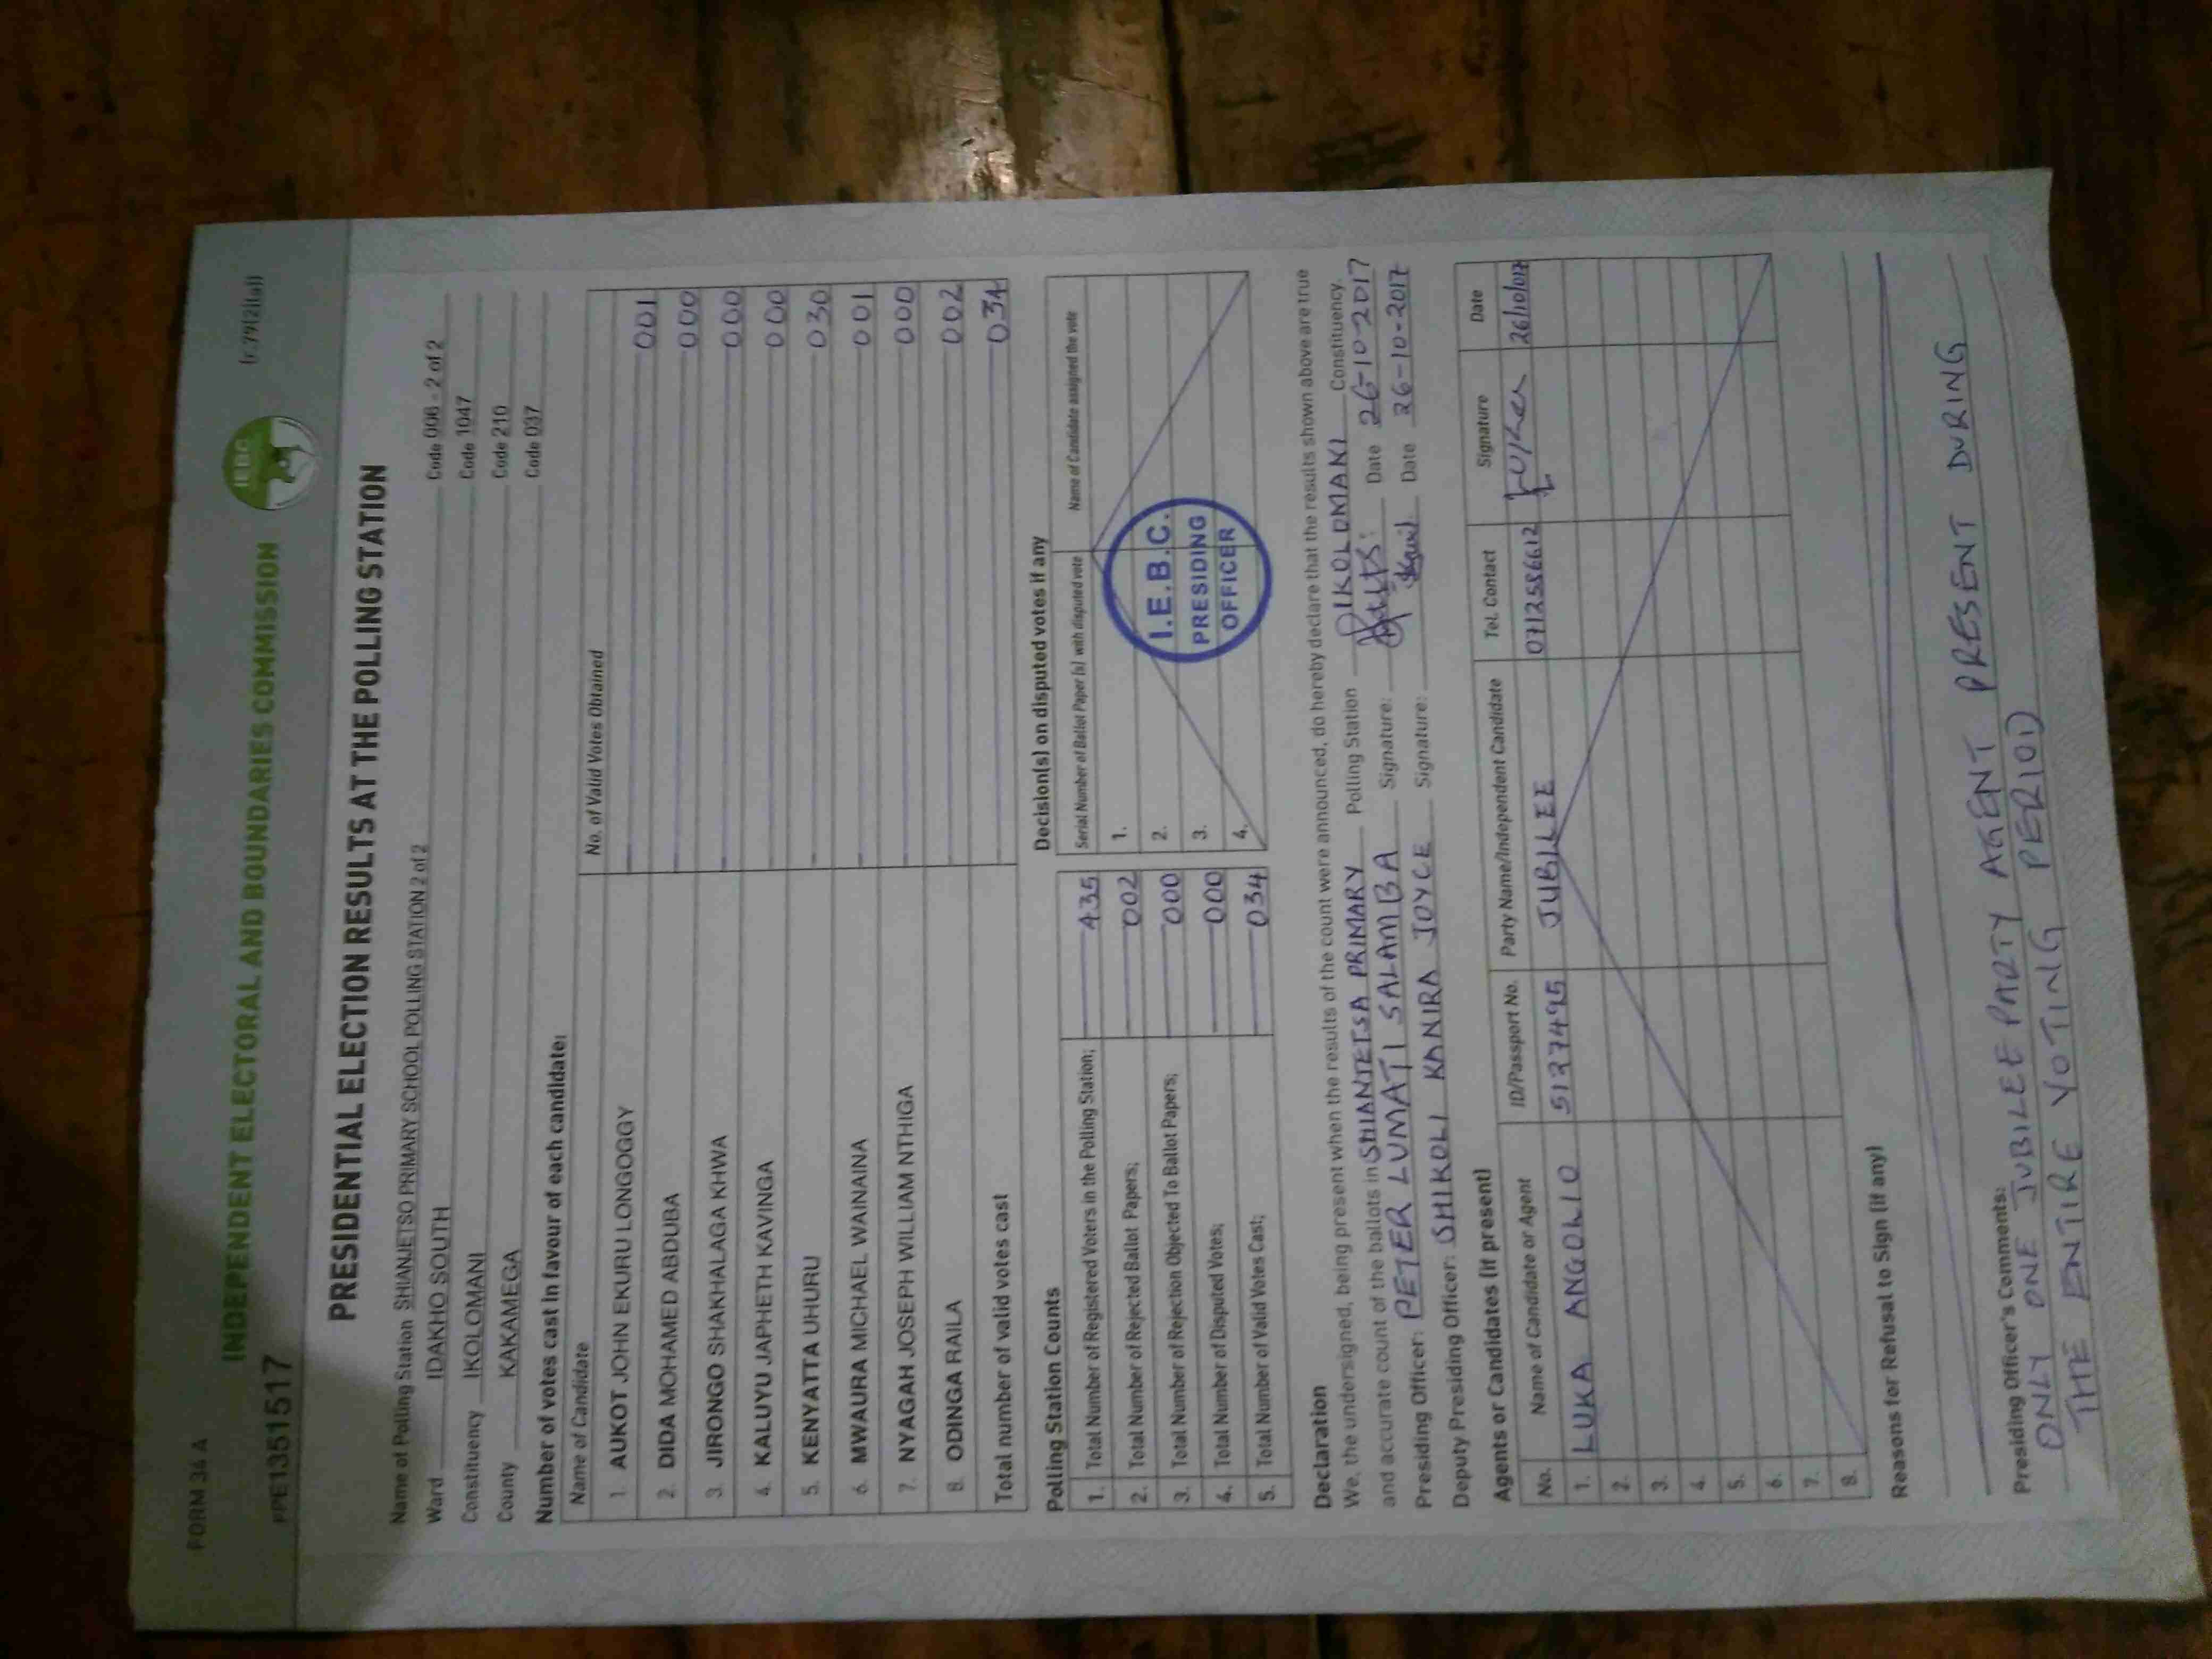 FORM 34 A
(r.79(2)(a))
INDEPENDENT ELECTORAL AND BOUNDARIES COMMISSION
IEBC
PPE1351517
PRESIDENTIAL ELECTION RESULTS AT THE POLLING STATION
Name of Polling Station SHIANJETSO PRIMARY SCHOOL POLLING STATION 2 of 2 Code 006 - 2 of 2
Ward IDAKHO SOUTH Code 1047
Constituency IKOLOMANI Code 210
County KAKAMEGA Code 037
Number of votes cast in favour of each candidate:
Name of Candidate No. of Valid Votes Obtained
1. AUKOT JOHN EKURU LONGOGGY 001
2. DIDA MOHAMED ABDUBA 000
3. JIRONGO SHAKHALAGA KHWA 000
4. KALUYU JAPHETH KAVINGA 000
5. KENYATTA UHURU 030
6. MWAURA MICHAEL WAINAINA 001
7. NYAGAH JOSEPH WILLIAM NTHIGA 000
8. ODINGA RAILA 002
Total number of valid votes cast 034
Polling Station Counts
1. Total Number of Registered Voters in the Polling Station; 435
2. Total Number of Rejected Ballot Papers; 002
3. Total Number of Rejection Objected To Ballot Papers; 000
4. Total Number of Disputed Votes; 000
5. Total Number of Valid Votes Cast; 034
Decision(s) on disputed votes if any
Serial Number of Ballot Paper (s) with disputed vote Name of Candidate assigned the vote
1.
2.
3.
4.
I.E.B.C.
PRESIDING
OFFICER
Declaration
We, the undersigned, being present when the results of the count were announced, do hereby declare that the results shown above are true
and accurate count of the ballots in SHIANJETSA PRIMARY Polling Station IKOLOMANI Constituency.
Presiding Officer: PETER LUMATI SALAMBA Signature: Date 26-10-2017
Deputy Presiding Officer: SHIKOLI KANIRA JOYCE Signature: Date 26-10-2017
Agents or Candidates (if present)
No. Name of Candidate or Agent ID/Passport No. Party Name/Independent Candidate Tel. Contact Signature Date
1. LUKA ANGOLIO 5127495 JUBILEE 0712556612 26/10/017
2.
3.
4.
5.
6.
7.
8.
Reasons for Refusal to Sign (if any)
Presiding Officer's Comments:
ONLY ONE JUBILEE PARTY AGENT PRESENT DURING
THE ENTIRE VOTING PERIOD